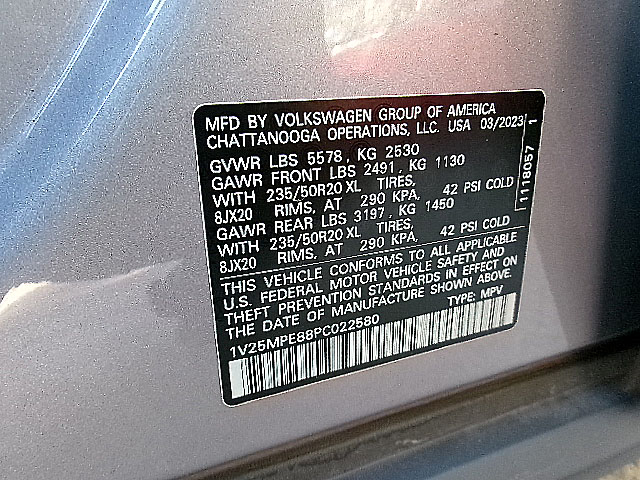 MFD BY VOLKSWAGEN GROUP OF AMERICA
CHATTANOOGA OPERATIONS, LLC. USA 03/2023
GVWR LBS 5578, KG 2530
GAWR FRONT LBS 2491, KG 1130
WITH 235/50R20 XL TIRES,
8JX20 RIMS, AT 290 KPA, 42 PSI COLD
GAWR REAR LBS 3197, KG 1450
WITH 235/50R20 XL TIRES,
8JX20 RIMS, AT 290 KPA, 42 PSI COLD
THIS VEHICLE CONFORMS TO ALL APPLICABLE
U.S. FEDERAL MOTOR VEHICLE SAFETY AND
THEFT PREVENTION STANDARDS IN EFFECT ON
THE DATE OF MANUFACTURE SHOWN ABOVE.
1V25MPE88PC022580 TYPE: MPV
1118057 1